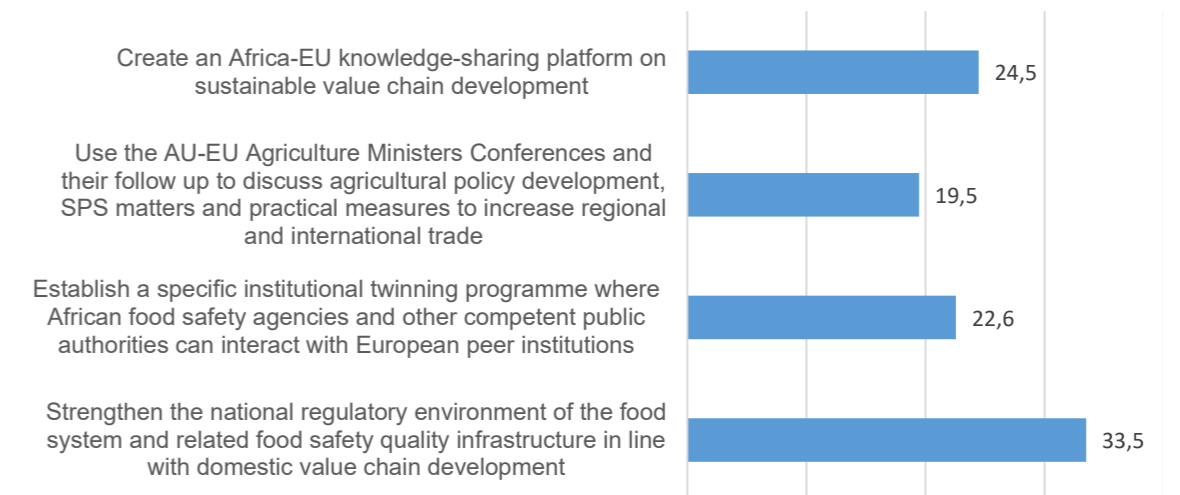 Create an Africa-EU knowledge-sharing platform on
sustainable value chain development
24,5
Use the AU-EU Agriculture Ministers Conferences and
their follow up to discuss agricultural policy development,
SPS matters and practical measures to increase regional
and international trade
19,5
Establish a specific institutional twinning programme where
African food safety agencies and other competent public
authorities can interact with European peer institutions
22,6
Strengthen the national regulatory environment of the food
system and related food safety quality infrastructure in line
with domestic value chain development
33,5